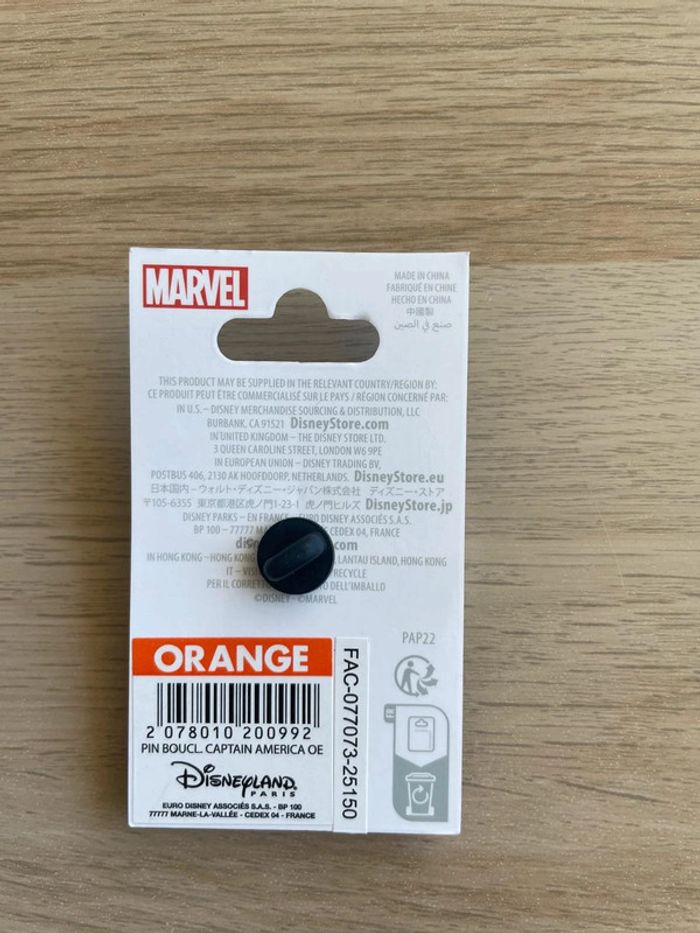 MARVEL
MADE IN CHINA
FABRIQUÉ EN CHINE
HECHO EN CHINA
中國製
صنع في الصين
THIS PRODUCT MAY BE SUPPLIED IN THE RELEVANT COUNTRY/REGION BY:
CE PRODUCT PEUT ÊTRE COMMERCIALISÉ SUR LE PAYS / RÉGION CONCERNÉ PAR:
IN U.S. – DISNEY MERCHANDISE SOURCING & DISTRIBUTION, LLC
BURBANK, CA 91521 DisneyStore.com
IN UNITED KINGDOM – THE DISNEY STORE LTD.
3 QUEEN CAROLINE STREET, LONDON W6 9PE
IN EUROPEAN UNION – DISNEY TRADING BV,
POSTBUS 406, 2130 AK HOOFDDORP, NETHERLANDS. DisneyStore.eu
日本国内 – ウォルト・ディズニー・ジャパン株式会社 ディズニー・ストア
〒105-6355 東京都港区虎ノ門1-23-1 虎ノ門ヒルズ DisneyStore.jp
DISNEY PARKS – EN FRANCE EURO DISNEY ASSOCIÉS S.A.S.
BP 100 – 77777 CEDEX 04, FRANCE
.com
IN HONG KONG – HONG KONG LANTAU ISLAND, HONG KONG
IT – RECYCLE
PER IL DELL'IMBALLO
©DISNEY ©MARVEL
PAP22
FR
ORANGE
2 078010 200992
PIN BOUCL. CAPTAIN AMERICA OE
DISNEYLAND
PARIS
EURO DISNEY ASSOCIÉS S.A.S. - BP 100
77777 MARNE-LA-VALLÉE - CEDEX 04 - FRANCE
FAC-077073-25150